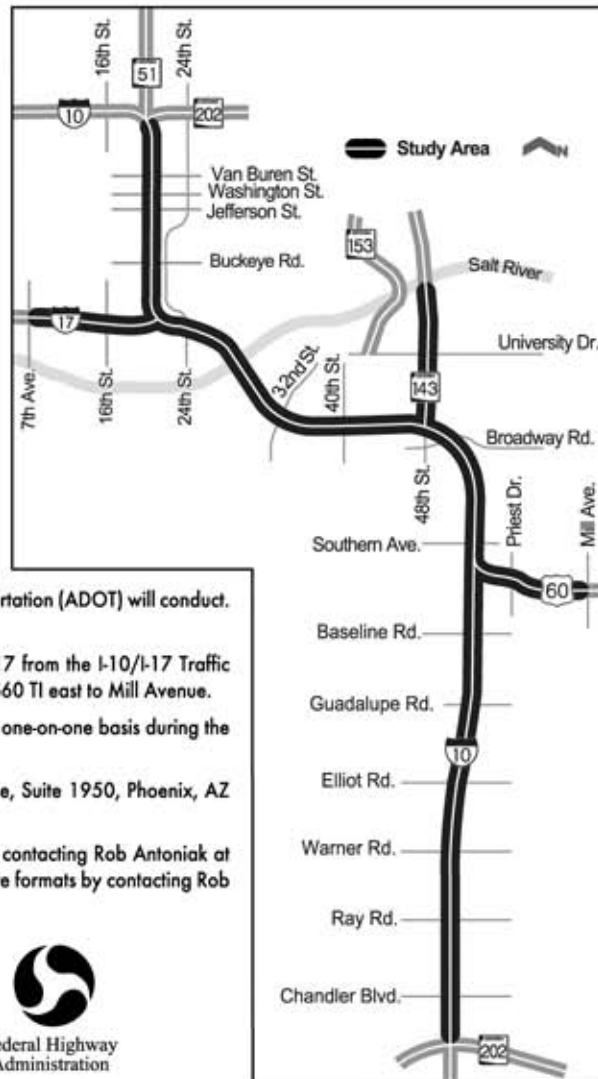 16th St.
51
24th St.
10
202
Study Area
N
Van Buren St.
Washington St.
Jefferson St.
153
Salt River
Buckeye Rd.
17
University Dr.
7th Ave.
16th St.
24th St.
32nd St.
40th St.
143
48th St.
Broadway Rd.
Priest Dr.
Mill Ave.
Southern Ave.
60
rtation (ADOT) will conduct.
Baseline Rd.
7 from the I-10/I-17 Traffic
60 TI east to Mill Avenue.
Guadalupe Rd.
one-on-one basis during the
10
Elliot Rd.
e, Suite 1950, Phoenix, AZ
Warner Rd.
contacting Rob Antoniak at
e formats by contacting Rob
Ray Rd.
Chandler Blvd.
ederal Highway
Administration
202